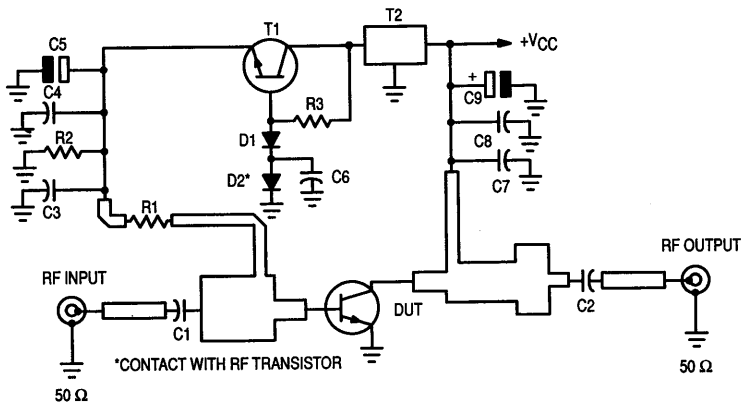 T1
T2
+VCC
C5
C4
R2
C3
R3
D1
D2*
C6
+
C9
C8
C7
R1
RF INPUT
RF OUTPUT
C1
DUT
C2
*CONTACT WITH RF TRANSISTOR
50 Ω
50 Ω